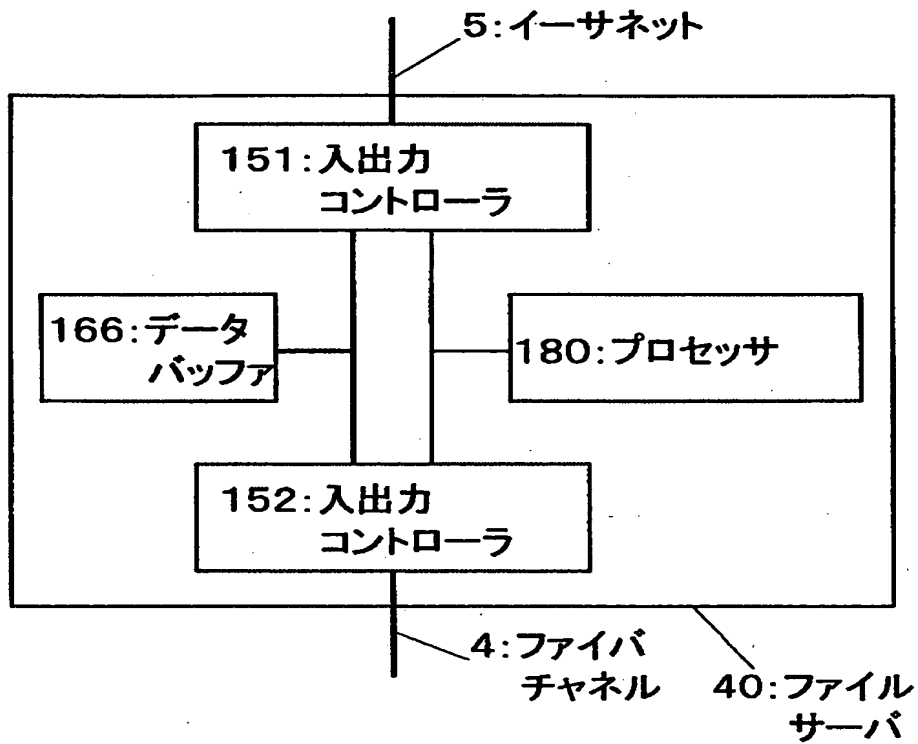 5:イーサネット
151:入出力
コントローラ
166:データ
バッファ
180:プロセッサ
152:入出力
コントローラ
4:ファイバ
チャネル
40:ファイル
サーバ